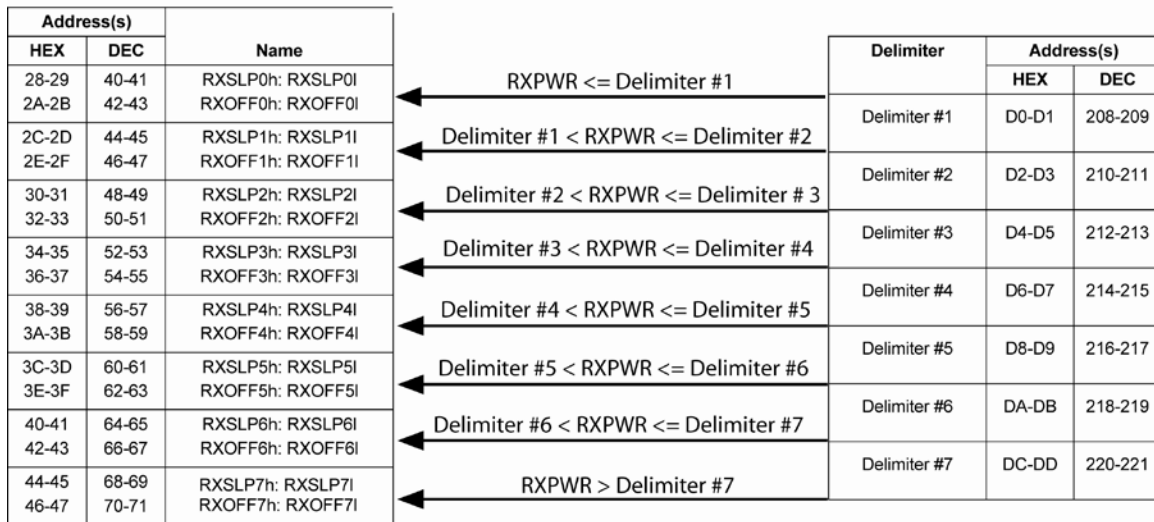 Address(s)
HEX DEC Name
28-29 40-41 RXSLP0h: RXSLP0l
2A-2B 42-43 RXOFF0h: RXOFF0l
2C-2D 44-45 RXSLP1h: RXSLP1l
2E-2F 46-47 RXOFF1h: RXOFF1l
30-31 48-49 RXSLP2h: RXSLP2l
32-33 50-51 RXOFF2h: RXOFF2l
34-35 52-53 RXSLP3h: RXSLP3l
36-37 54-55 RXOFF3h: RXOFF3l
38-39 56-57 RXSLP4h: RXSLP4l
3A-3B 58-59 RXOFF4h: RXOFF4l
3C-3D 60-61 RXSLP5h: RXSLP5l
3E-3F 62-63 RXOFF5h: RXOFF5l
40-41 64-65 RXSLP6h: RXSLP6l
42-43 66-67 RXOFF6h: RXOFF6l
44-45 68-69 RXSLP7h: RXSLP7l
46-47 70-71 RXOFF7h: RXOFF7l
RXPWR <= Delimiter #1
Delimiter #1 < RXPWR <= Delimiter #2
Delimiter #2 < RXPWR <= Delimiter # 3
Delimiter #3 < RXPWR <= Delimiter #4
Delimiter #4 < RXPWR <= Delimiter #5
Delimiter #5 < RXPWR <= Delimiter #6
Delimiter #6 < RXPWR <= Delimiter #7
RXPWR > Delimiter #7
Delimiter Address(s)
HEX DEC
Delimiter #1 D0-D1 208-209
Delimiter #2 D2-D3 210-211
Delimiter #3 D4-D5 212-213
Delimiter #4 D6-D7 214-215
Delimiter #5 D8-D9 216-217
Delimiter #6 DA-DB 218-219
Delimiter #7 DC-DD 220-221